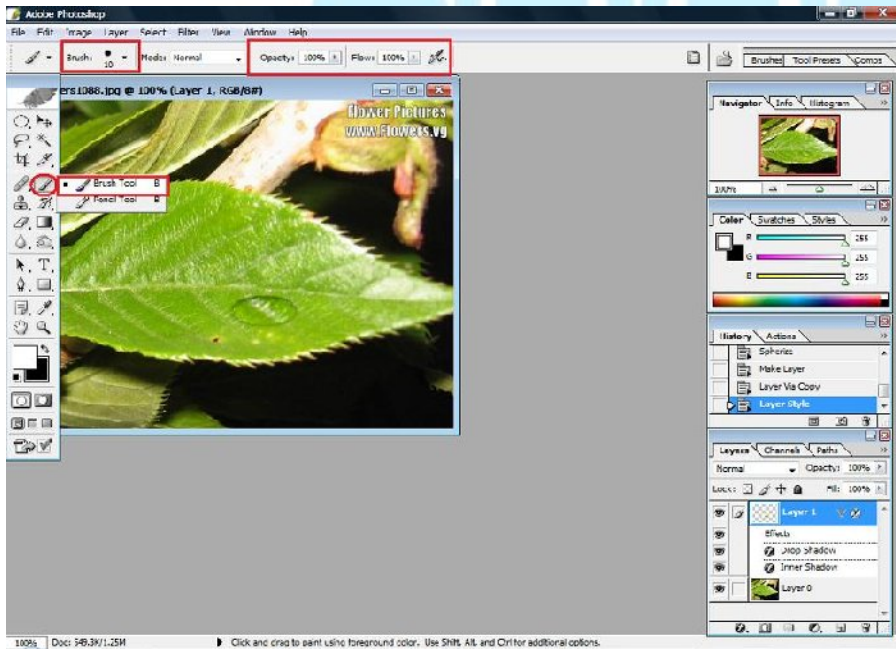 Adobe Photoshop
File Edit Image Layer Select Filter View Window Help
Brush: 10 Mode: Normal Opacity: 100% Flow: 100%
Brushes Tool Presets Comps
ers1088.jpg @ 100% (Layer 1, RGB/8#)
Flower Pictures
www.Flowers.vg
Brush Tool B
Pencil Tool B
Navigator Info Histogram
100%
Color Swatches Styles
R 255
G 255
B 255
History Actions
Spherize
Make Layer
Layer Via Copy
Layer Style
Layers Channels Paths
Normal Opacity: 100%
Lock: Fill: 100%
Layer 1
Effects
Drop Shadow
Inner Shadow
Layer 0
100% Doc: 549.3K/1.25M Click and drag to paint using foreground color. Use Shift, Alt, and Ctrl for additional options.